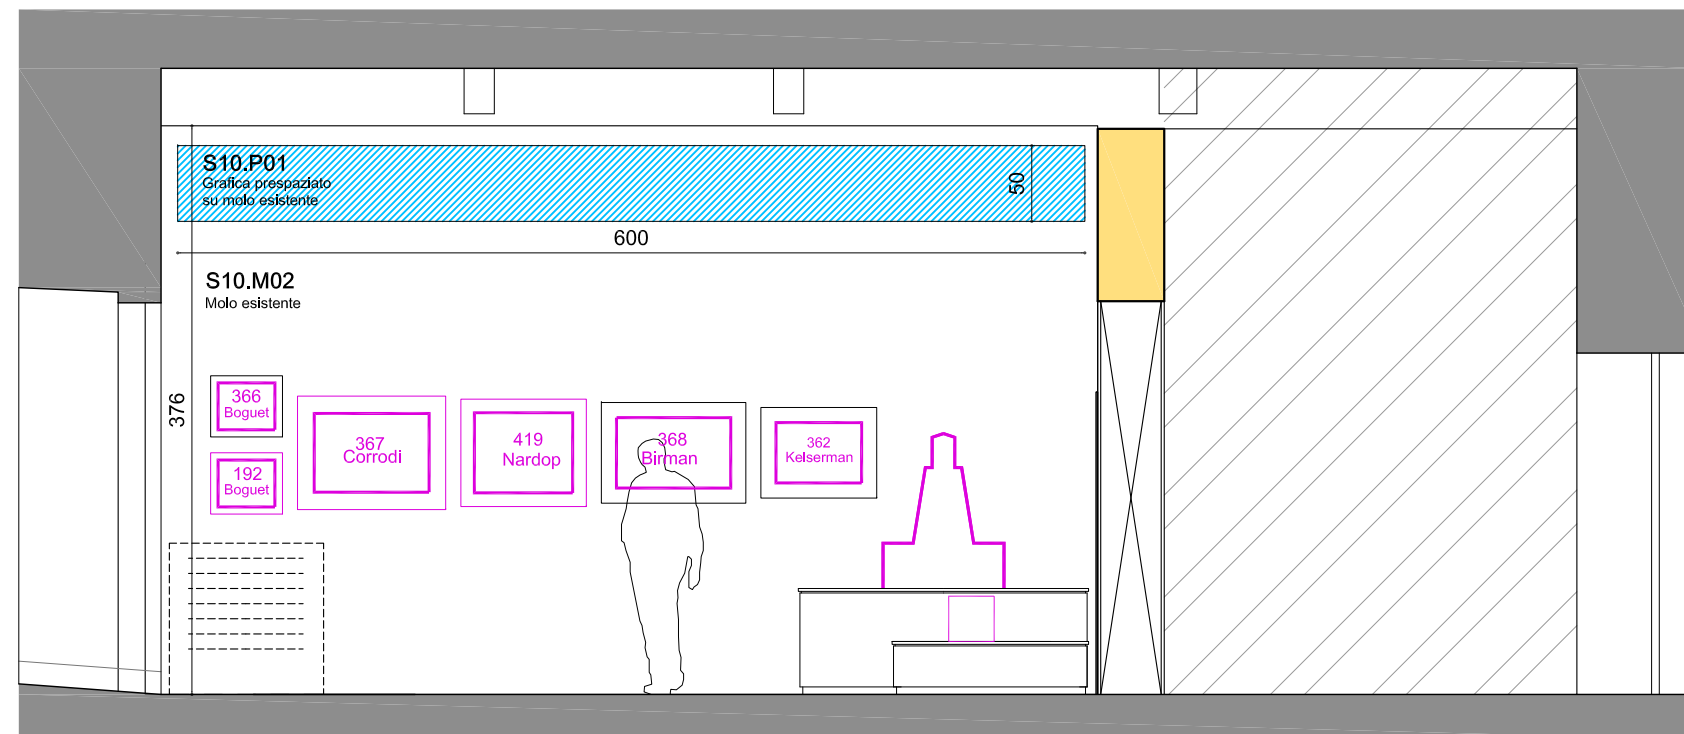 S10.P01
Grafica prespaziato
su molo esistente
50
600
S10.M02
Molo esistente
376
366
Boguet
192
Boguet
367
Corrodi
419
Nardop
368
Birman
362
Kelserman